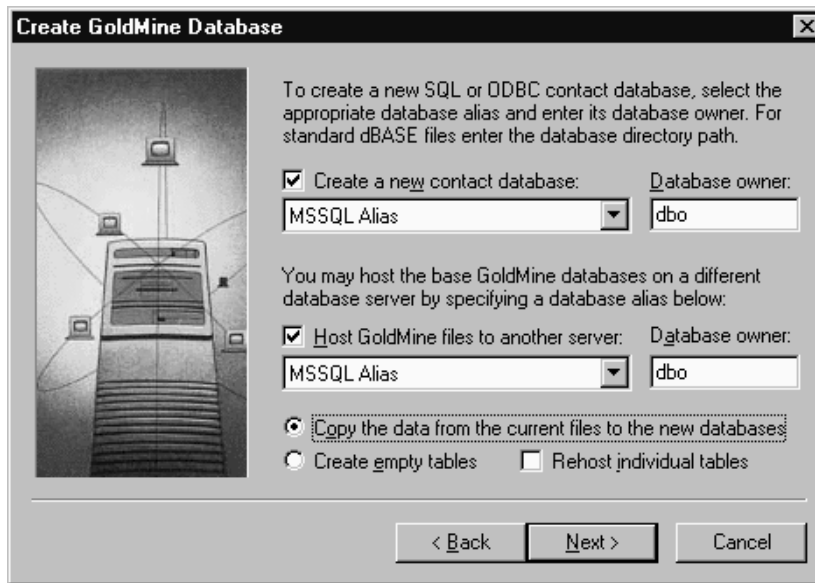 Create GoldMine Database
To create a new SQL or ODBC contact database, select the
appropriate database alias and enter its database owner. For
standard dBASE files enter the database directory path.
Create a new contact database:
Database owner:
MSSQL Alias
dbo
You may host the base GoldMine databases on a different
database server by specifying a database alias below:
Host GoldMine files to another server:
Database owner:
MSSQL Alias
dbo
Copy the data from the current files to the new databases
Create empty tables
Rehost individual tables
< Back
Next >
Cancel